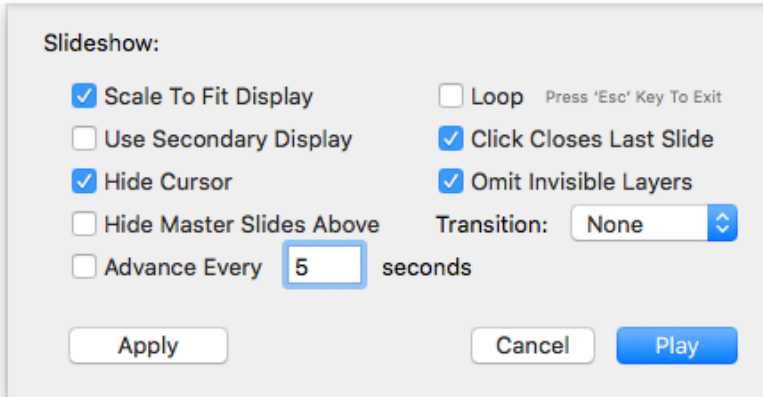 Slideshow:
Scale To Fit Display
Loop Press 'Esc' Key To Exit
Use Secondary Display
Click Closes Last Slide
Hide Cursor
Omit Invisible Layers
Hide Master Slides Above
Transition: None
Advance Every 5 seconds
Apply
Cancel
Play